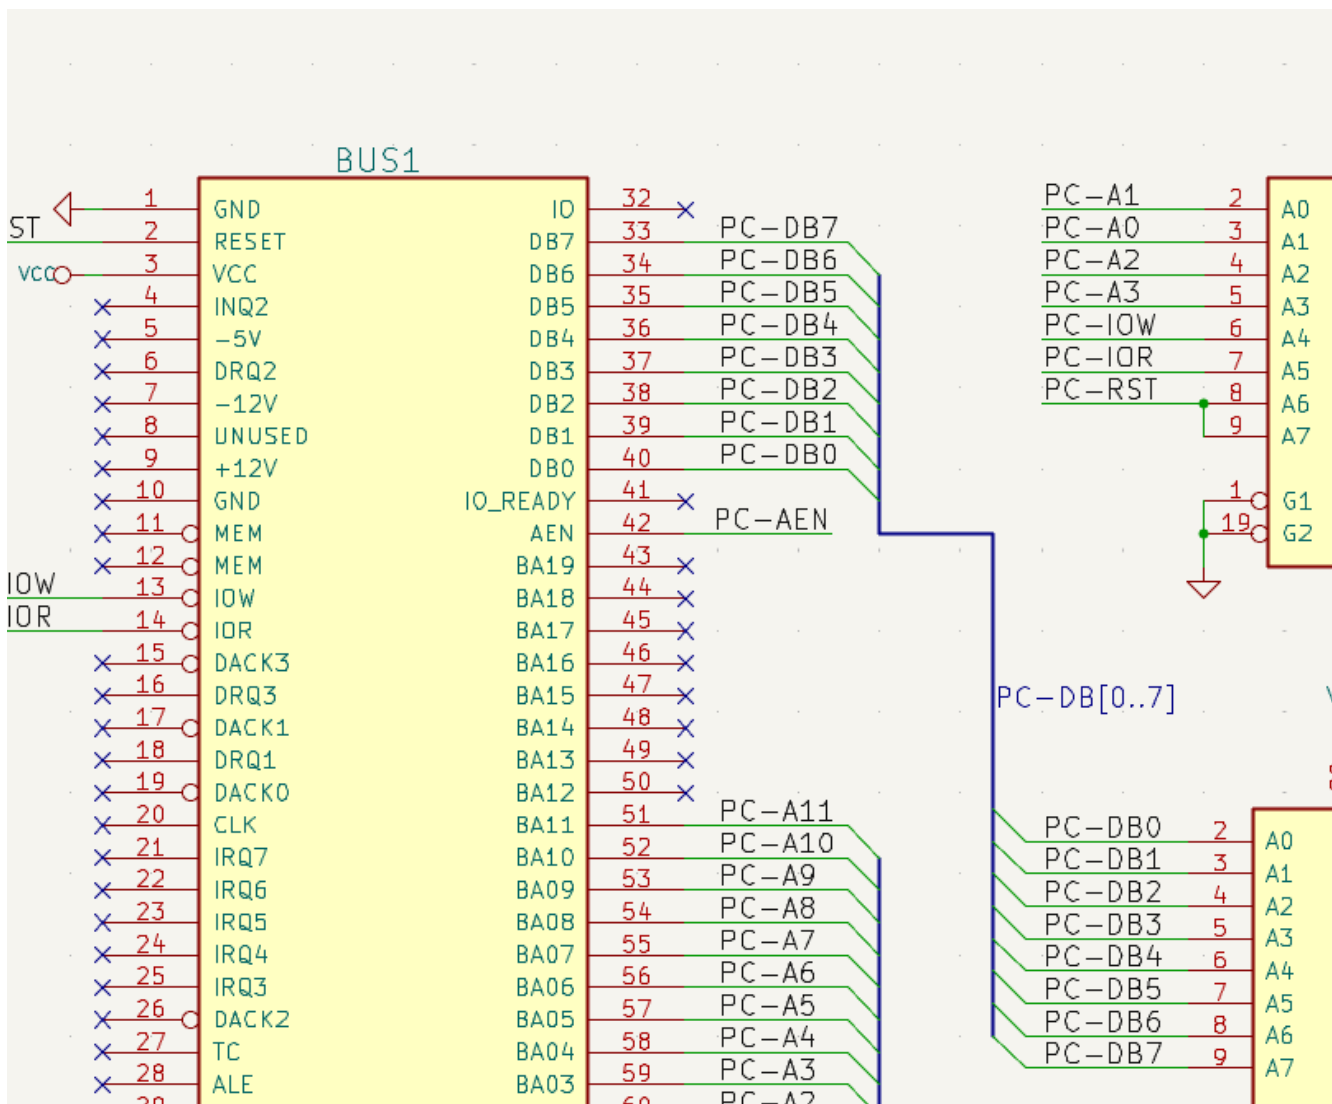 BUS1
1 GND
ST 2 RESET
VCC 3 VCC
4 INQ2
5 -5V
6 DRQ2
7 -12V
8 UNUSED
9 +12V
10 GND
11 MEM
12 MEM
IOW 13 IOW
IOR 14 IOR
15 DACK3
16 DRQ3
17 DACK1
18 DRQ1
19 DACK0
20 CLK
21 IRQ7
22 IRQ6
23 IRQ5
24 IRQ4
25 IRQ3
26 DACK2
27 TC
28 ALE
IO 32
DB7 33 PC-DB7
DB6 34 PC-DB6
DB5 35 PC-DB5
DB4 36 PC-DB4
DB3 37 PC-DB3
DB2 38 PC-DB2
DB1 39 PC-DB1
DB0 40 PC-DB0
IO_READY 41
AEN 42 PC-AEN
BA19 43
BA18 44
BA17 45
BA16 46
BA15 47
BA14 48
BA13 49
BA12 50
BA11 51 PC-A11
BA10 52 PC-A10
BA09 53 PC-A9
BA08 54 PC-A8
BA07 55 PC-A7
BA06 56 PC-A6
BA05 57 PC-A5
BA04 58 PC-A4
BA03 59 PC-A3
PC-A2
PC-A1 2 A0
PC-A0 3 A1
PC-A2 4 A2
PC-A3 5 A3
PC-IOW 6 A4
PC-IOR 7 A5
PC-RST 8 A6
9 A7
1 G1
19 G2
PC-DB[0..7]
PC-DB0 2 A0
PC-DB1 3 A1
PC-DB2 4 A2
PC-DB3 5 A3
PC-DB4 6 A4
PC-DB5 7 A5
PC-DB6 8 A6
PC-DB7 9 A7